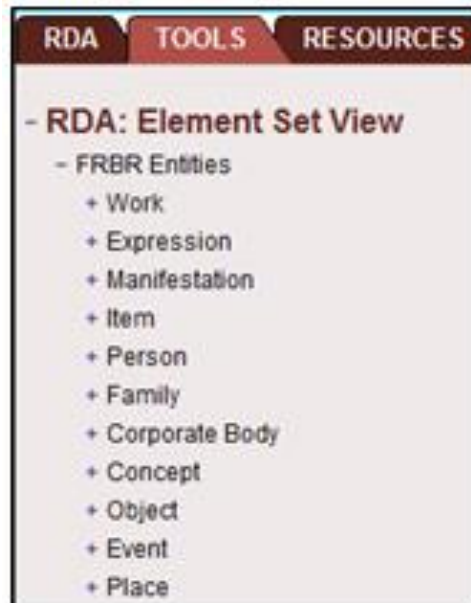 RDA TOOLS RESOURCES
- RDA: Element Set View
- FRBR Entities
+ Work
+ Expression
+ Manifestation
+ Item
+ Person
+ Family
+ Corporate Body
+ Concept
+ Object
+ Event
+ Place